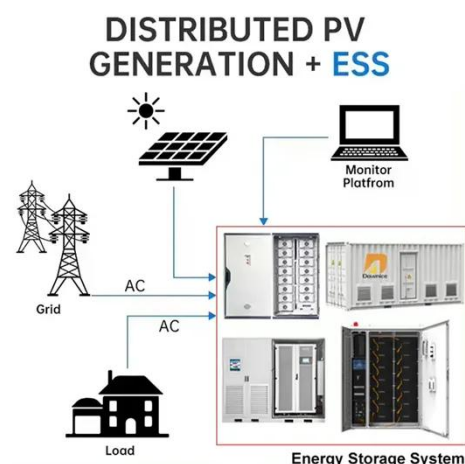 DISTRIBUTED PV
GENERATION + ESS
Monitor
Platfrom
Grid
AC
AC
Load
Energy Storage System